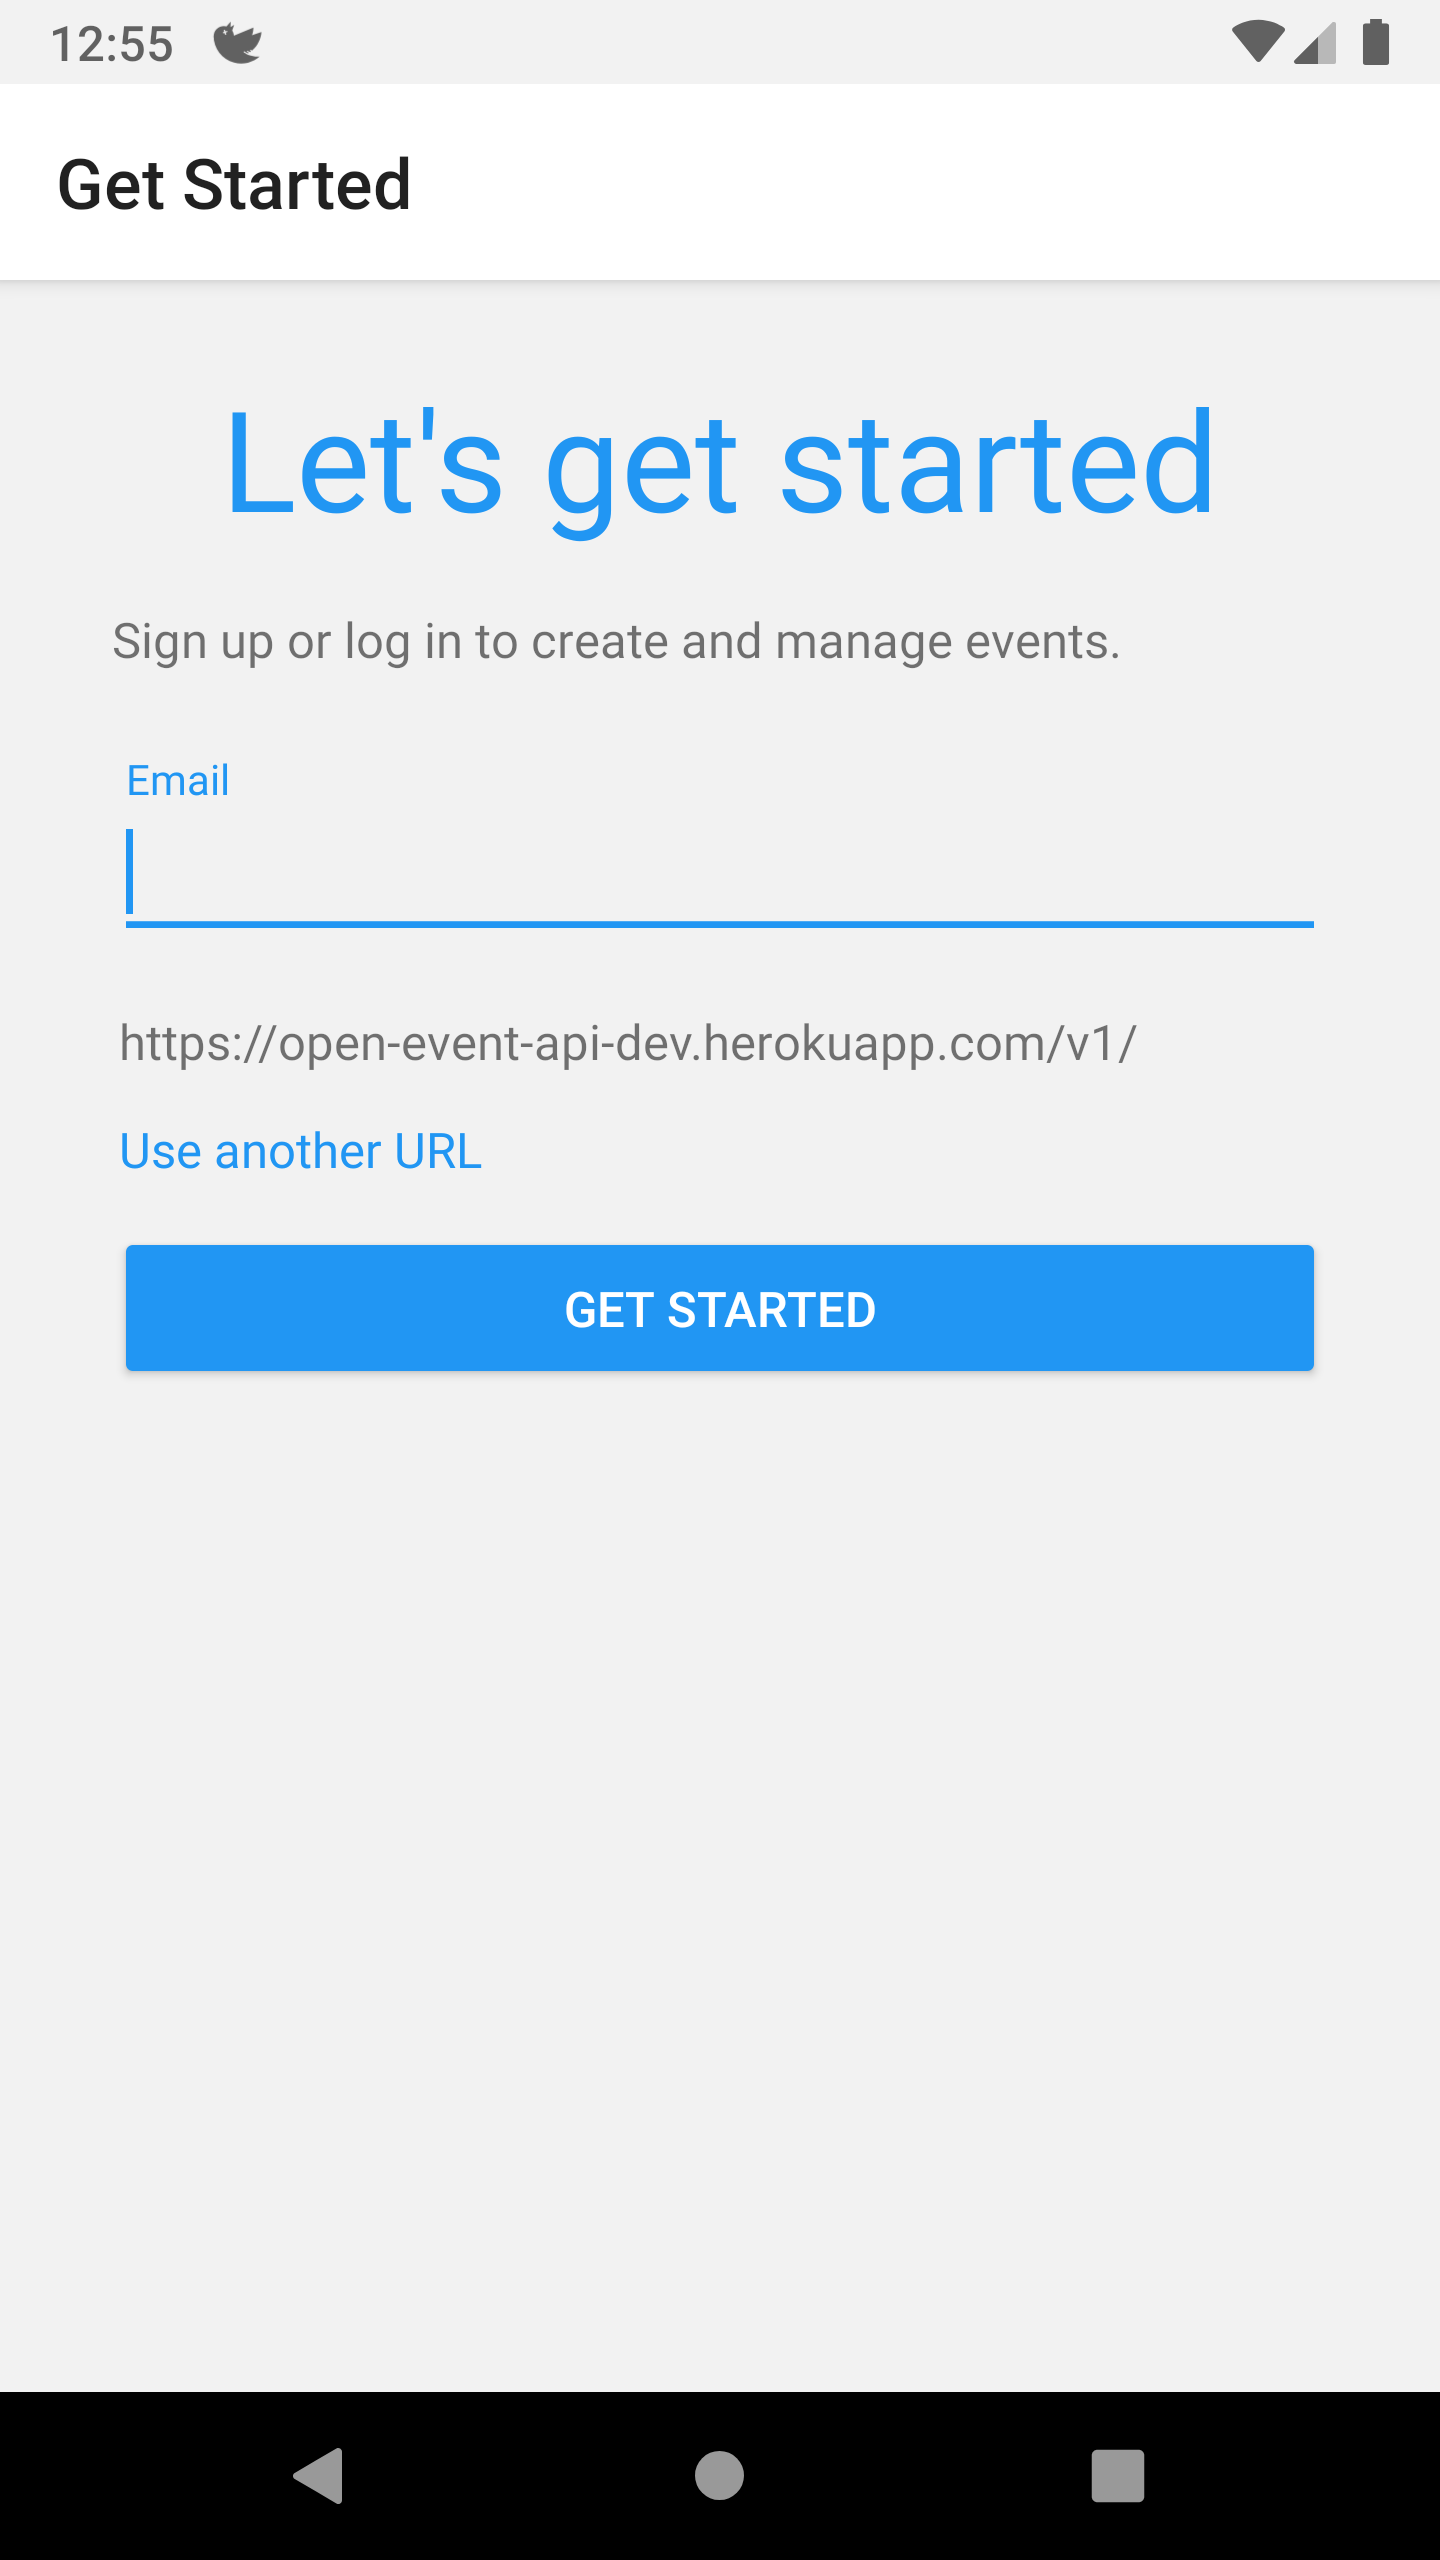 12:55
Get Started
Let's get started
Sign up or log in to create and manage events.
Email
https://open-event-api-dev.herokuapp.com/v1/
Use another URL
GET STARTED